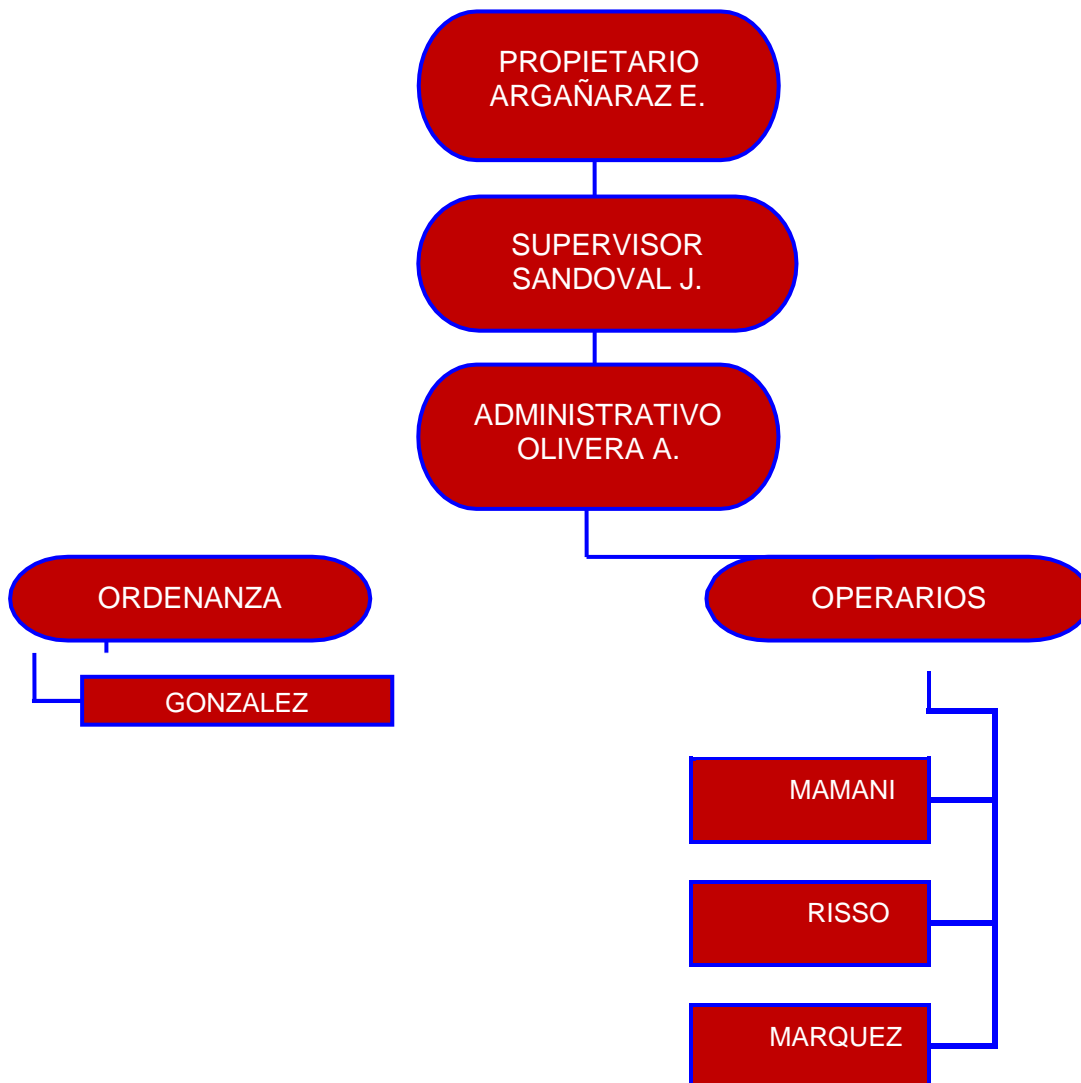 PROPIETARIO
ARGAÑARAZ E.
SUPERVISOR
SANDOVAL J.
ADMINISTRATIVO
OLIVERA A.
ORDENANZA
OPERARIOS
GONZALEZ
MAMANI
RISSO
MARQUEZ